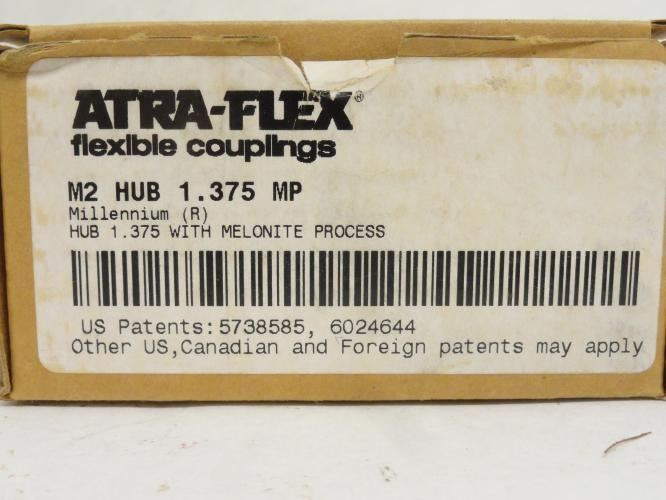 ATRA-FLEX®
flexible couplings
M2 HUB 1.375 MP
Millennium (R)
HUB 1.375 WITH MELONITE PROCESS
US Patents:5738585, 6024644
Other US,Canadian and Foreign patents may apply